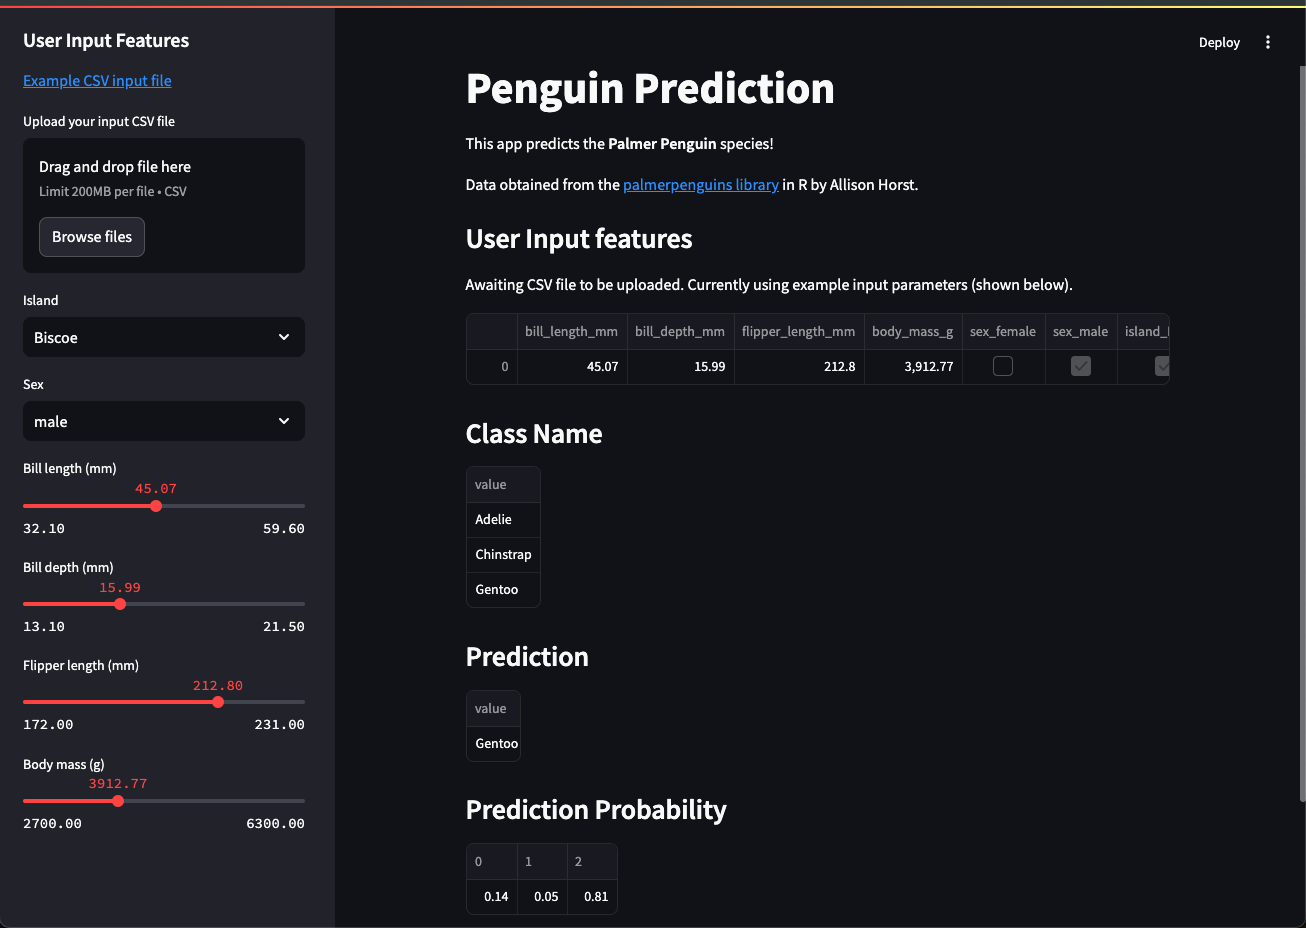 User Input Features
Example CSV input file
Upload your input CSV file
Drag and drop file here
Limit 200MB per file • CSV
Browse files
Island
Biscoe
Sex
male
Bill length (mm)
45.07
32.10 59.60
Bill depth (mm)
15.99
13.10 21.50
Flipper length (mm)
212.80
172.00 231.00
Body mass (g)
3912.77
2700.00 6300.00
Deploy
Penguin Prediction
This app predicts the Palmer Penguin species!
Data obtained from the palmerpenguins library in R by Allison Horst.
User Input features
Awaiting CSV file to be uploaded. Currently using example input parameters (shown below).
bill_length_mm bill_depth_mm flipper_length_mm body_mass_g sex_female sex_male island_
0 45.07 15.99 212.8 3,912.77
Class Name
value
Adelie
Chinstrap
Gentoo
Prediction
value
Gentoo
Prediction Probability
0 1 2
0.14 0.05 0.81